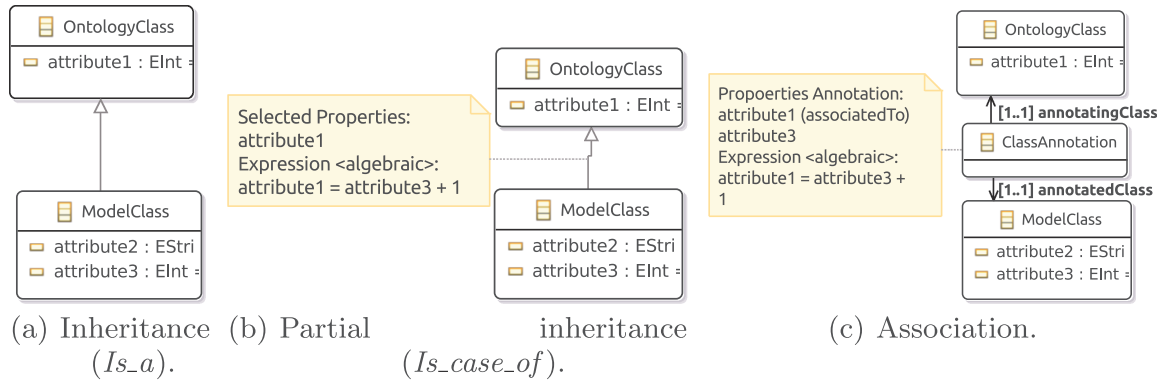 OntologyClass
attribute1 : EInt =
ModelClass
attribute2 : EStri
attribute3 : EInt =
(a) Inheritance
(Is_a).
Selected Properties:
attribute1
Expression <algebraic>:
attribute1 = attribute3 + 1
OntologyClass
attribute1 : EInt =
ModelClass
attribute2 : EStri
attribute3 : EInt =
(b) Partial inheritance
(Is_case_of).
Propoerties Annotation:
attribute1 (associatedTo)
attribute3
Expression <algebraic>:
attribute1 = attribute3 +
1
OntologyClass
attribute1 : EInt =
[1..1] annotatingClass
ClassAnnotation
[1..1] annotatedClass
ModelClass
attribute2 : EStri
attribute3 : EInt =
(c) Association.